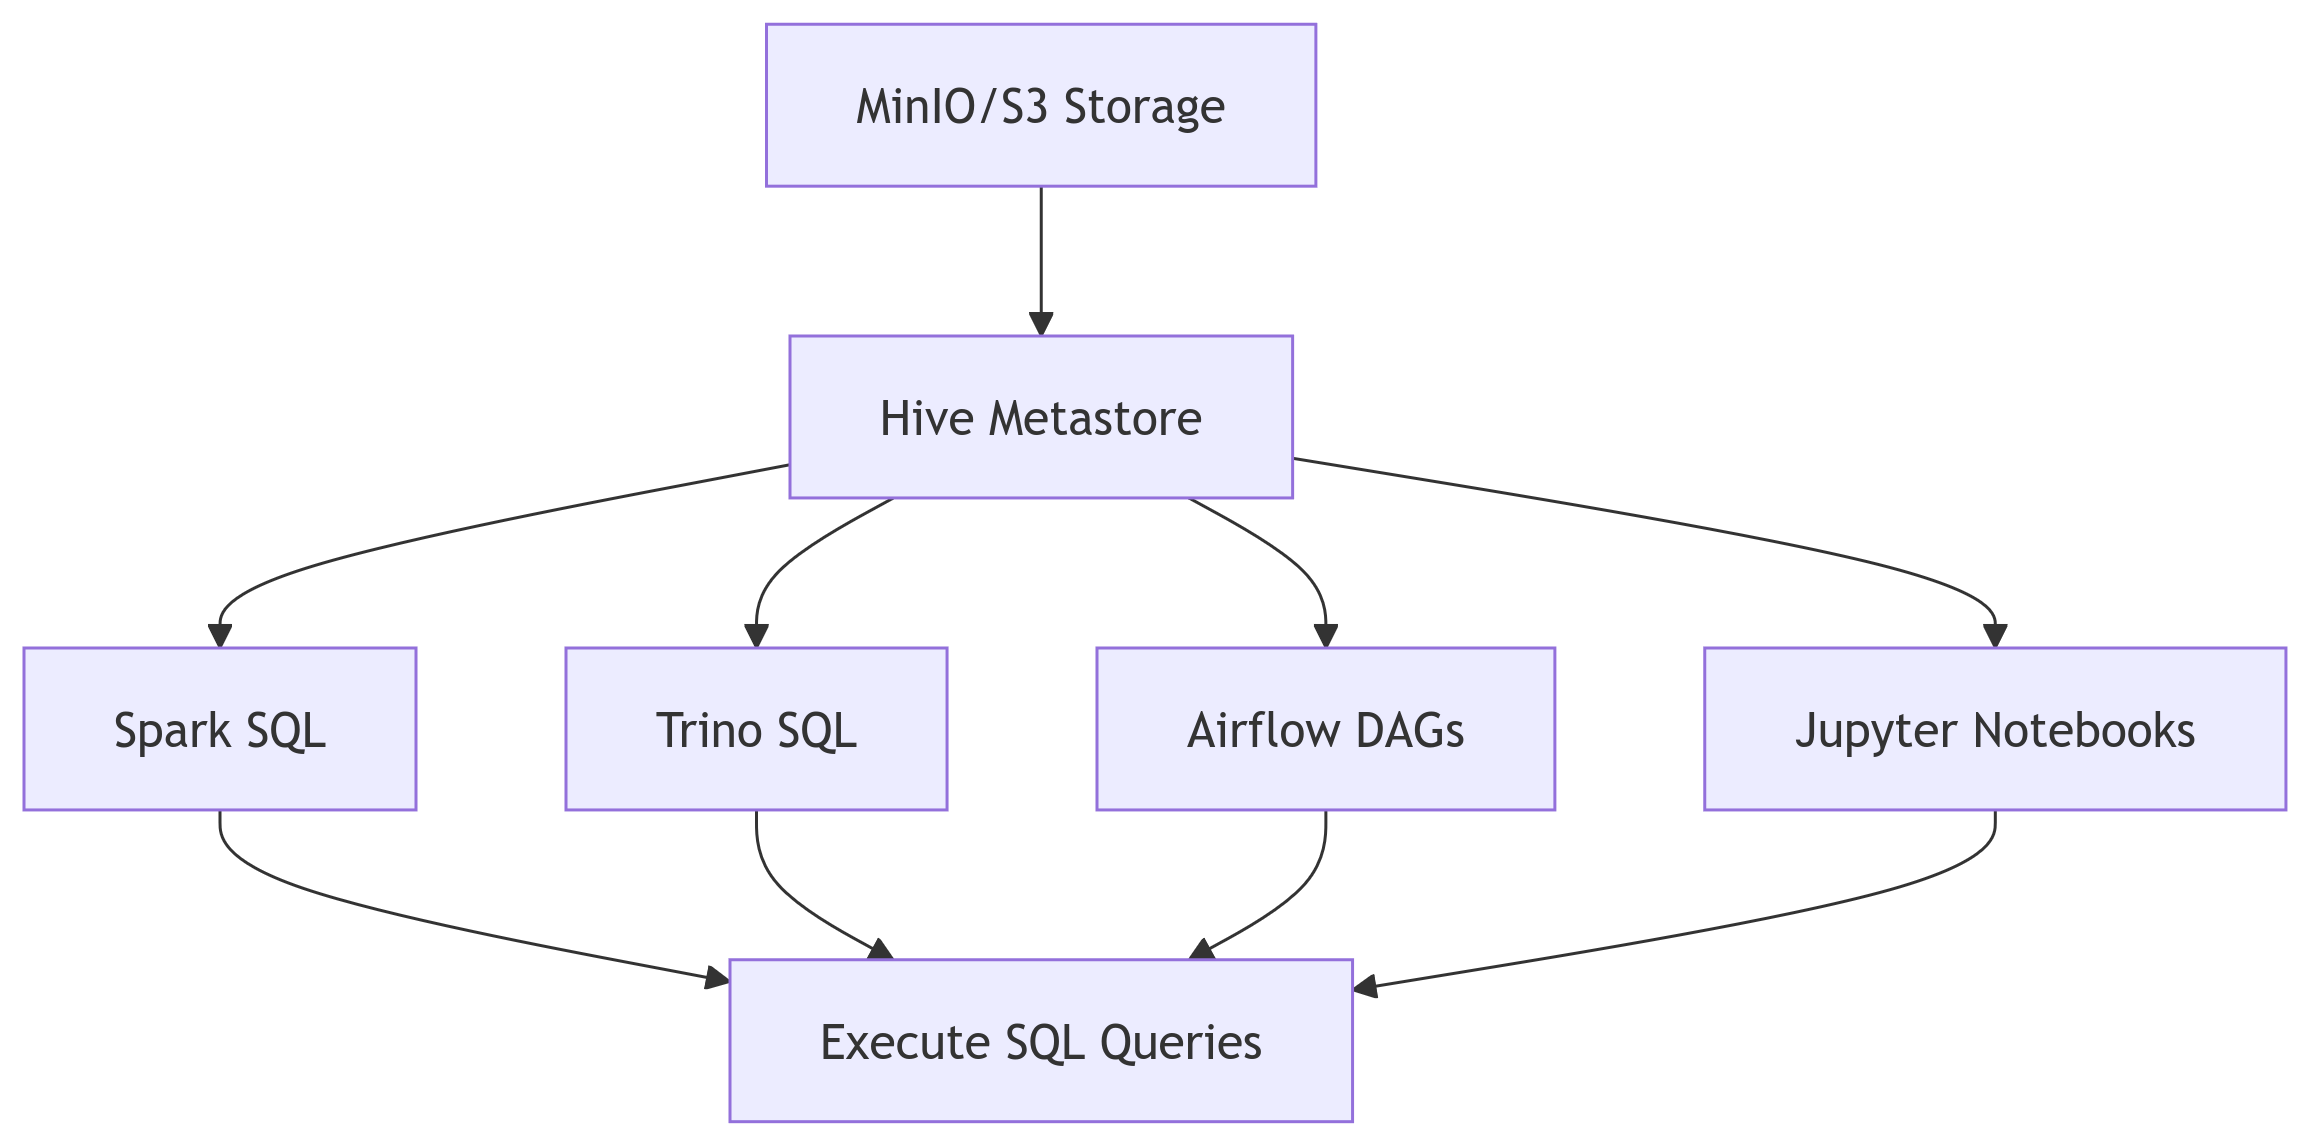 MinIO/S3 Storage
Hive Metastore
Spark SQL
Trino SQL
Airflow DAGs
Jupyter Notebooks
Execute SQL Queries